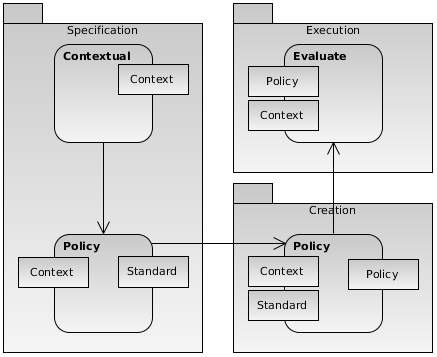 Specification
Contextual
Context
Policy
Context
Standard
Execution
Evaluate
Policy
Context
Creation
Policy
Context
Policy
Standard